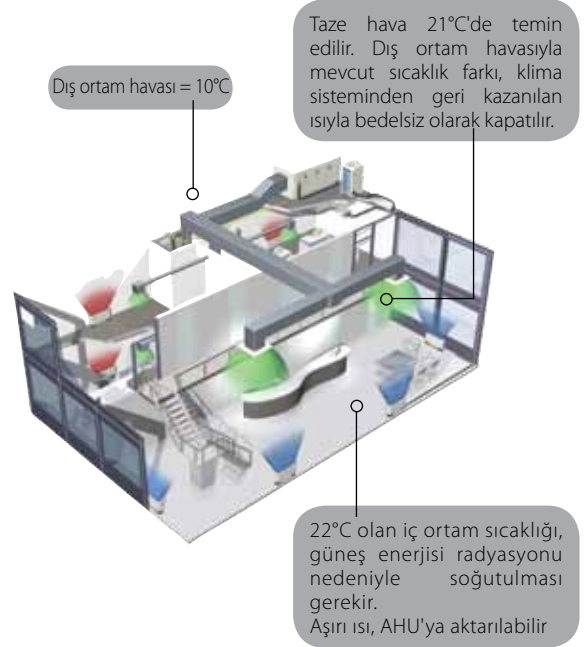 Taze hava 21°C'de temin
edilir. Dış ortam havasıyla
mevcut sıcaklık farkı, klima
sisteminden geri kazanılan
ısıyla bedelsiz olarak kapatılır.
Dış ortam havası = 10°C
22°C olan iç ortam sıcaklığı,
güneş enerjisi radyasyonu
nedeniyle soğutulması
gerekir.
Aşırı ısı, AHU'ya aktarılabilir